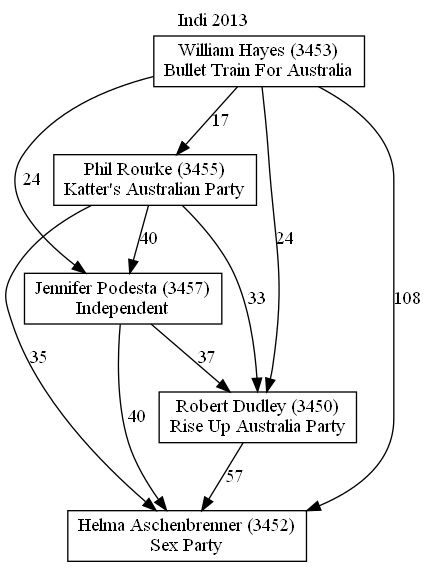 Indi 2013
William Hayes (3453)
Bullet Train For Australia
17
Phil Rourke (3455)
Katter's Australian Party
24
40
24
Jennifer Podesta (3457)
Independent
33
108
35
37
Robert Dudley (3450)
Rise Up Australia Party
40
57
Helma Aschenbrenner (3452)
Sex Party